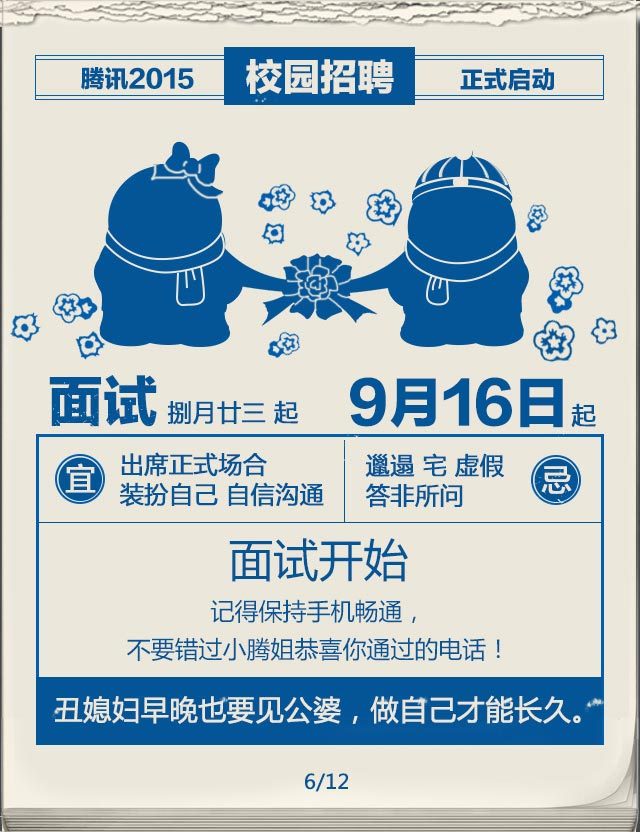 腾讯2015 校园招聘 正式启动
面试 捌月廿三 起 9月16日起
宜 出席正式场合
装扮自己 自信沟通
邋遢 宅 虚假
答非所问
忌
面试开始
记得保持手机畅通，
不要错过小腾姐恭喜你通过的电话！
丑媳妇早晚也要见公婆，做自己才能长久。
6/12